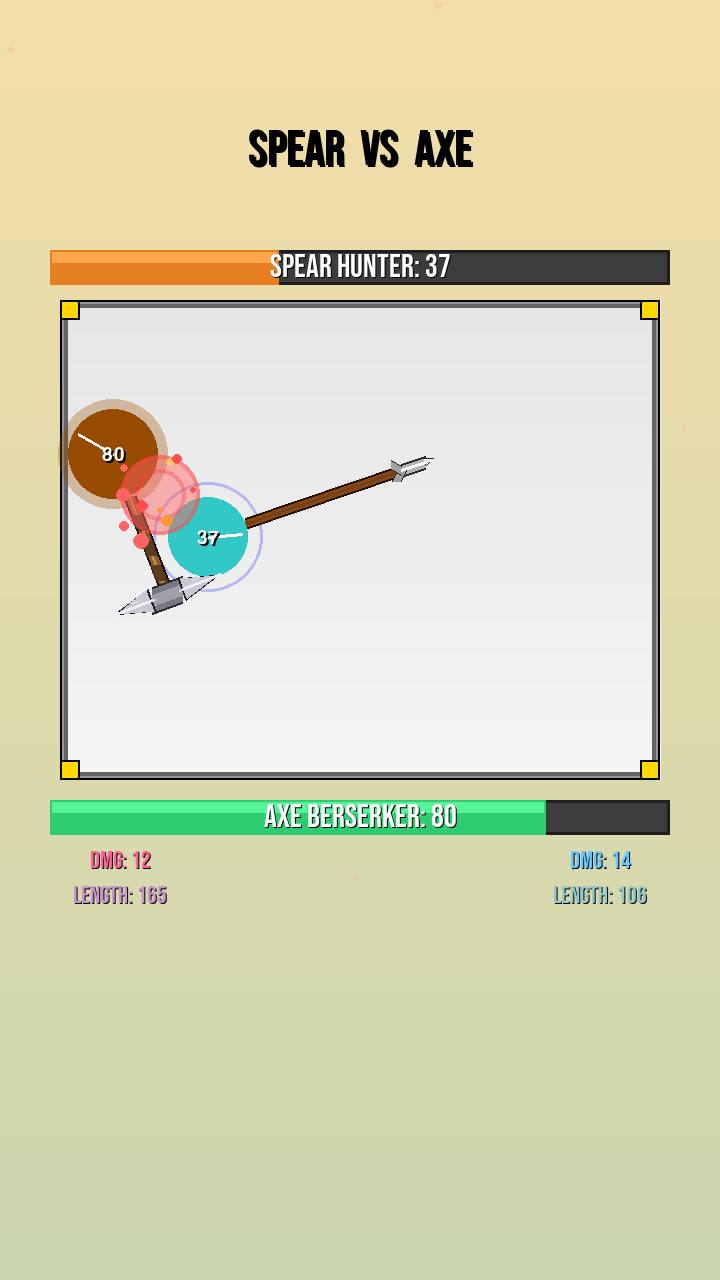 SPEAR VS AXE
SPEAR HUNTER: 37
80
37
AXE BERSERKER: 80
DMG: 12
DMG: 14
LENGTH: 165
LENGTH: 106